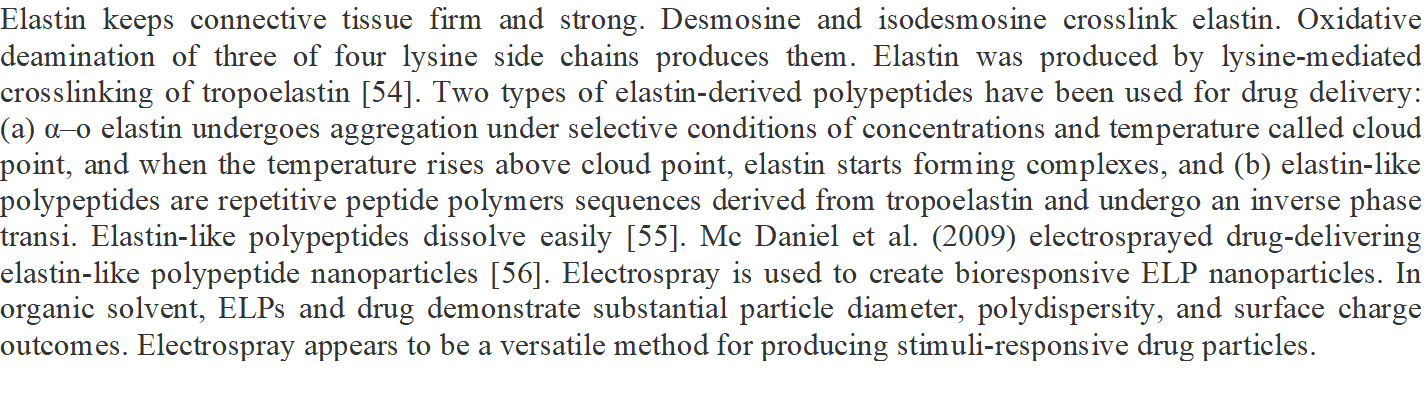 Elastin keeps connective tissue firm and strong. Desmosine and isodesmosine crosslink elastin. Oxidative
deamination of three of four lysine side chains produces them. Elastin was produced by lysine-mediated
crosslinking of tropoelastin [54]. Two types of elastin-derived polypeptides have been used for drug delivery:
(a) α–o elastin undergoes aggregation under selective conditions of concentrations and temperature called cloud
point, and when the temperature rises above cloud point, elastin starts forming complexes, and (b) elastin-like
polypeptides are repetitive peptide polymers sequences derived from tropoelastin and undergo an inverse phase
transi. Elastin-like polypeptides dissolve easily [55]. Mc Daniel et al. (2009) electrosprayed drug-delivering
elastin-like polypeptide nanoparticles [56]. Electrospray is used to create bioresponsive ELP nanoparticles. In
organic solvent, ELPs and drug demonstrate substantial particle diameter, polydispersity, and surface charge
outcomes. Electrospray appears to be a versatile method for producing stimuli-responsive drug particles.